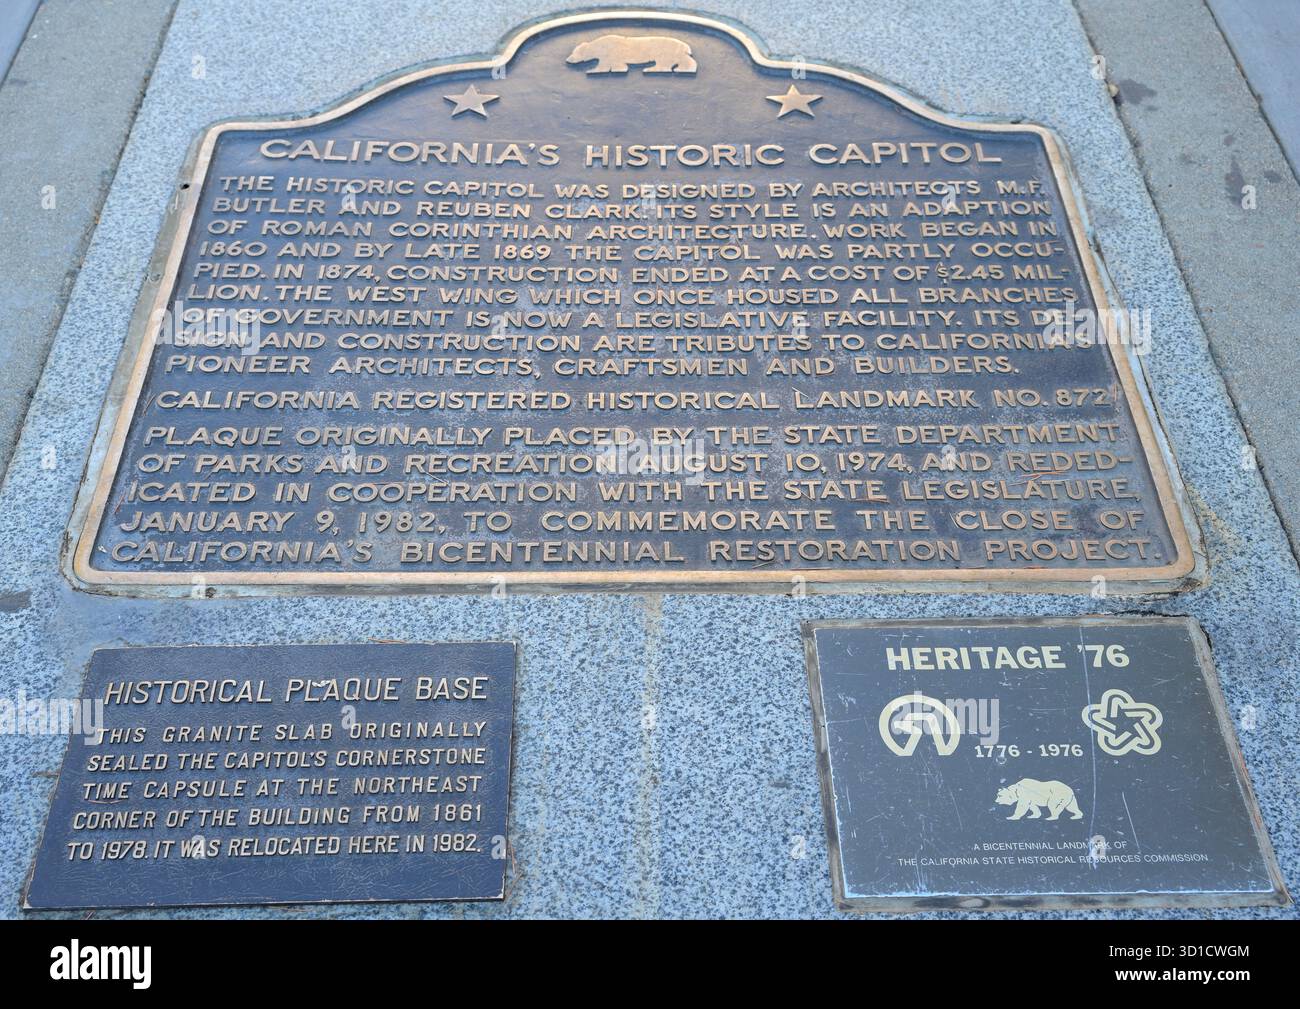 CALIFORNIA'S HISTORIC CAPITOL
THE HISTORIC CAPITOL WAS DESIGNED BY ARCHITECTS M.F.
BUTLER AND REUBEN CLARK. ITS STYLE IS AN ADAPTION
OF ROMAN CORINTHIAN ARCHITECTURE. WORK BEGAN IN
1860 AND BY LATE 1869 THE CAPITOL WAS PARTLY OCCU-
PIED. IN 1874, CONSTRUCTION ENDED AT A COST OF $2.45 MIL-
LION. THE WEST WING WHICH ONCE HOUSED ALL BRANCHES
OF GOVERNMENT IS NOW A LEGISLATIVE FACILITY. ITS DE-
SIGN AND CONSTRUCTION ARE TRIBUTES TO CALIFORNIA'S
PIONEER ARCHITECTS, CRAFTSMEN AND BUILDERS.
CALIFORNIA REGISTERED HISTORICAL LANDMARK NO. 872
PLAQUE ORIGINALLY PLACED BY THE STATE DEPARTMENT
OF PARKS AND RECREATION AUGUST 10, 1974, AND REDED-
ICATED IN COOPERATION WITH THE STATE LEGISLATURE,
JANUARY 9, 1982, TO COMMEMORATE THE CLOSE OF
CALIFORNIA'S BICENTENNIAL RESTORATION PROJECT.
HISTORICAL PLAQUE BASE
THIS GRANITE SLAB ORIGINALLY
SEALED THE CAPITOL'S CORNERSTONE
TIME CAPSULE AT THE NORTHEAST
CORNER OF THE BUILDING FROM 1861
TO 1978. IT WAS RELOCATED HERE IN 1982.
HERITAGE '76
1776 - 1976
A BICENTENNIAL LANDMARK OF
THE CALIFORNIA STATE HISTORICAL RESOURCES COMMISSION
alamy
Image ID: 3D1CWGM
www.alamy.com